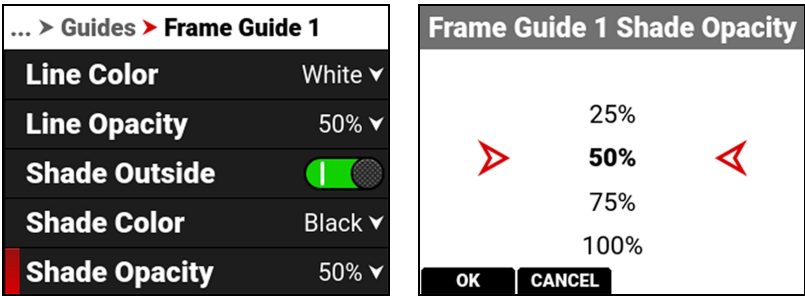 ... ➤ Guides ➤ Frame Guide 1
Line Color White
Line Opacity 50%
Shade Outside
Shade Color Black
Shade Opacity 50%
Frame Guide 1 Shade Opacity
25%
50%
75%
100%
OK CANCEL